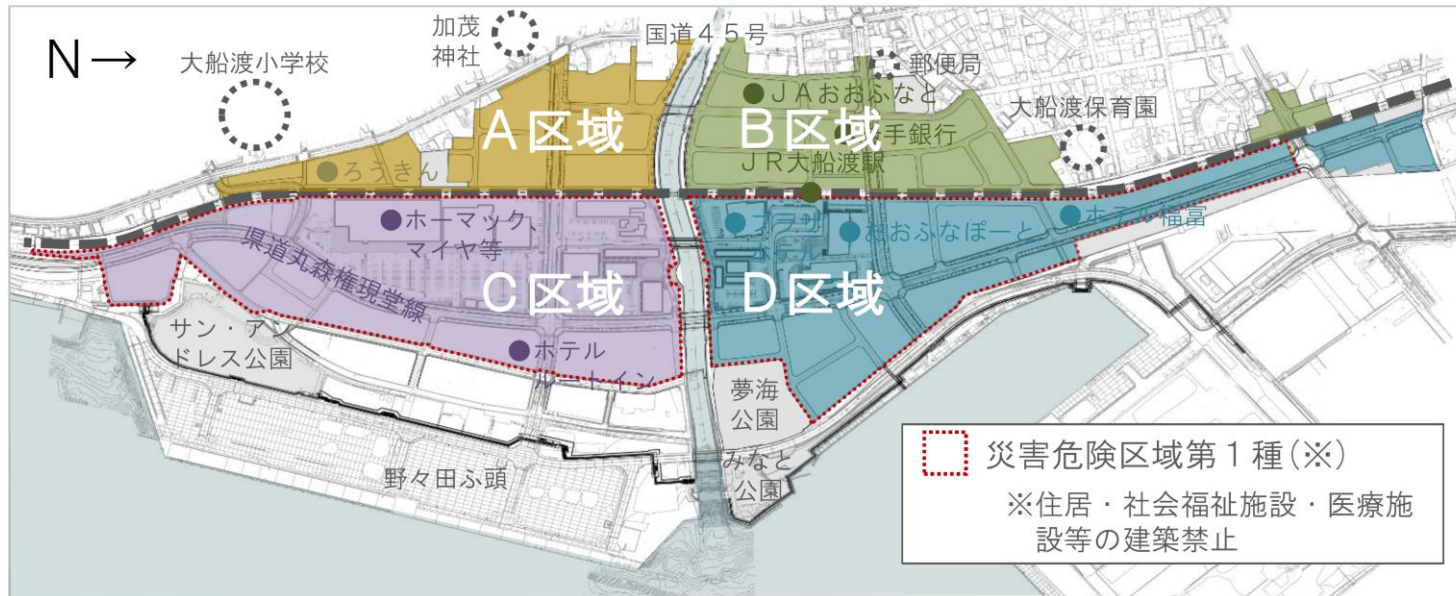 N→
加茂
神社
国道４５号
大船渡小学校
郵便局
ＪＡおおふなと
大船渡保育園
A区域
B区域
手銀行
ＪＲ大船渡駅
ろうきん
ホーマック、
マイヤ等
おおふなぽーと
ホテル福富
県道丸森権現堂線
C区域
D区域
サン・アン
ドレス公園
ホテル
ルートイン
夢海
公園
みなと
公園
野々田ふ頭
災害危険区域第１種(※)
※住居・社会福祉施設・医療施
設等の建築禁止